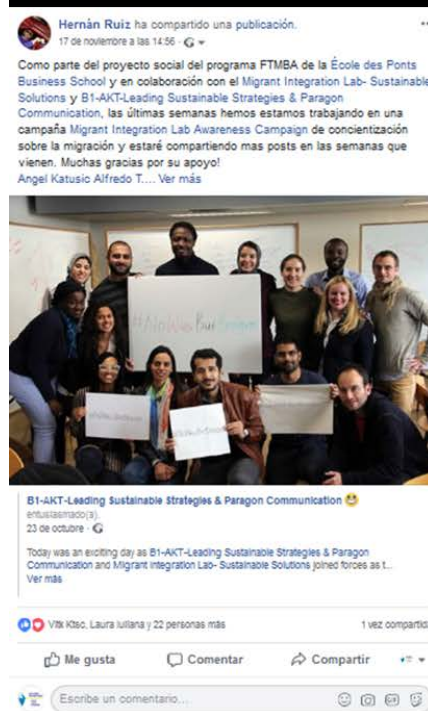 Hernán Ruiz ha compartido una publicación.
17 de noviembre a las 14:56
Como parte del proyecto social del programa FTMBA de la École des Ponts
Business School y en colaboración con el Migrant Integration Lab- Sustainable
Solutions y B1-AKT-Leading Sustainable Strategies & Paragon
Communication, las últimas semanas hemos estamos trabajando en una
campaña Migrant Integration Lab Awareness Campaign de concientización
sobre la migración y estaré compartiendo mas posts en las semanas que
vienen. Muchas gracias por su apoyo!
Angel Katusic Alfredo T.... Ver más
B1-AKT-Leading Sustainable Strategies & Paragon Communication
entusiasmado(a).
23 de octubre
Today was an exciting day as B1-AKT-Leading Sustainable Strategies & Paragon
Communication and Migrant Integration Lab- Sustainable Solutions joined forces as t...
Ver más
Laura Iuliana y 22 personas más
1 vez compartid
Me gusta
Comentar
Compartir
Escribe un comentario...
GIF